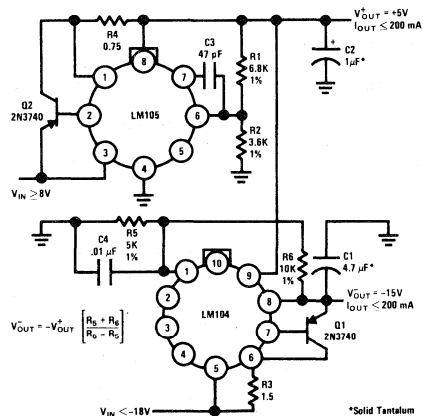 R4
0.75
V⁺OUT = +5V
IOUT ≤ 200 mA
8
C3
47 pF
R1
6.8K
1%
C2
1μF*
+
1
7
Q2
2N3740
2
LM105
6
R2
3.6K
1%
3
5
4
VIN ≥8V
R5
5K
1%
C4
.01 μF
R6
10K
1%
C1
4.7 μF*
1
10
9
2
8
V⁻OUT = −15V
IOUT ≤ 200 mA
3
LM104
7
Q1
2N3740
4
6
5
V⁻OUT = −V⁺OUT [R5 + R6 / R6 − R5]
R3
1.5
VIN <−18V
*Solid Tantalum